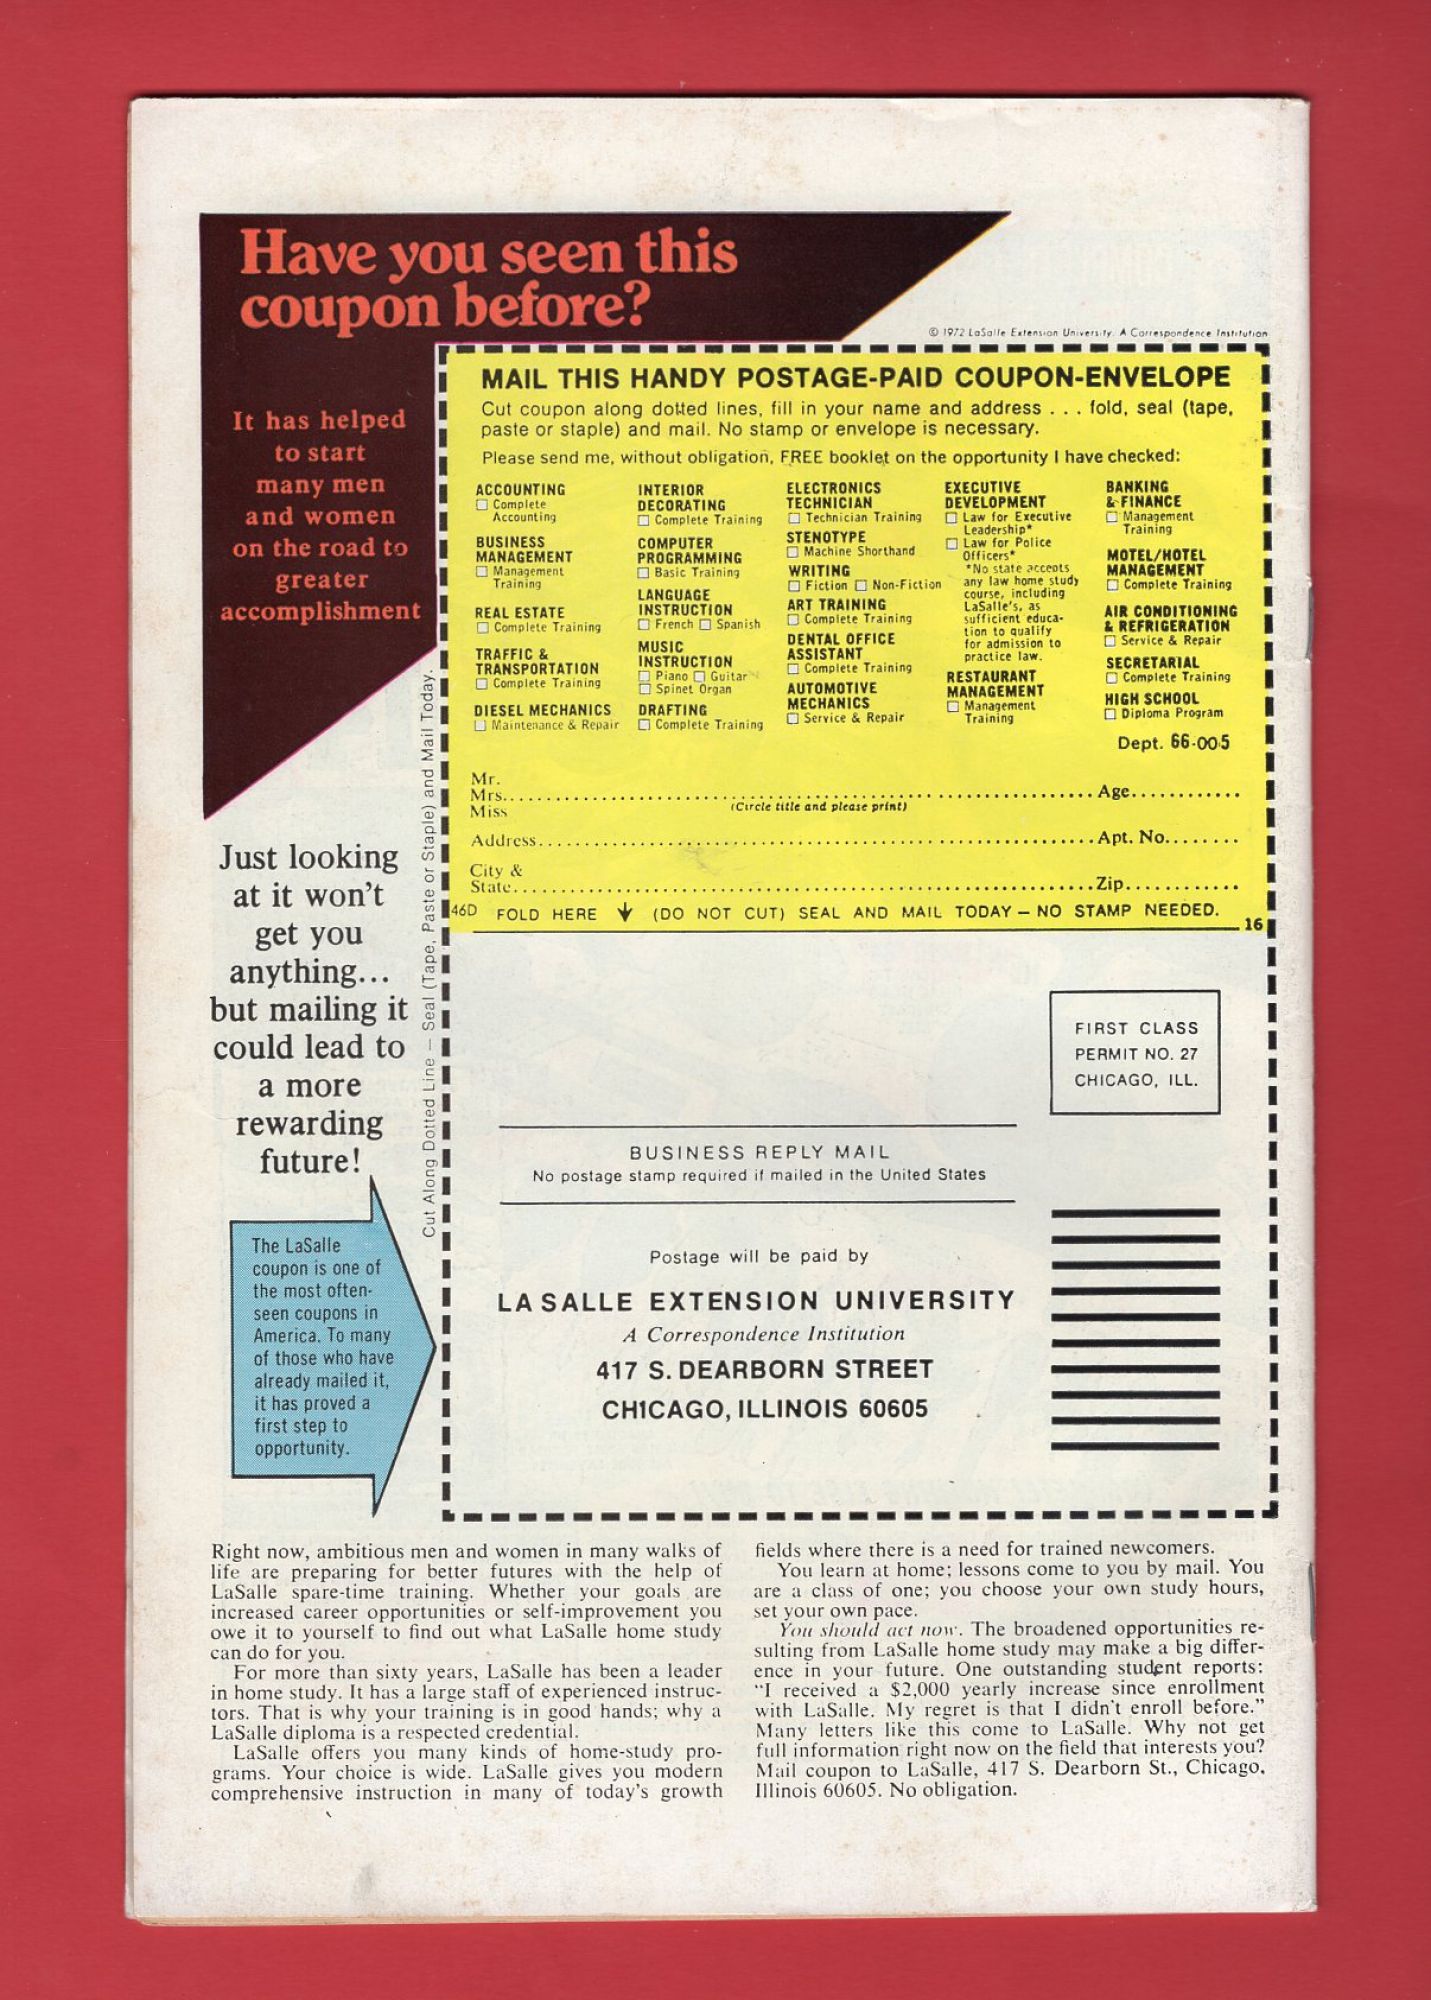 Have you seen this
coupon before?
© 1972 LaSalle Extension University. A Correspondence Institution
It has helped
to start
many men
and women
on the road to
greater
accomplishment
Just looking
at it won't
get you
anything...
but mailing it
could lead to
a more
rewarding
future!
The LaSalle
coupon is one of
the most often-
seen coupons in
America. To many
of those who have
already mailed it,
it has proved a
first step to
opportunity.
Cut Along Dotted Line – Seal (Tape, Paste or Staple) and Mail Today.
MAIL THIS HANDY POSTAGE-PAID COUPON-ENVELOPE
Cut coupon along dotted lines, fill in your name and address . . . fold, seal (tape,
paste or staple) and mail. No stamp or envelope is necessary.
Please send me, without obligation, FREE booklet on the opportunity I have checked:
ACCOUNTING
☐ Complete
Accounting
BUSINESS
MANAGEMENT
☐ Management
Training
REAL ESTATE
☐ Complete Training
TRAFFIC &
TRANSPORTATION
☐ Complete Training
DIESEL MECHANICS
☐ Maintenance & Repair
INTERIOR
DECORATING
☐ Complete Training
COMPUTER
PROGRAMMING
☐ Basic Training
LANGUAGE
INSTRUCTION
☐ French ☐ Spanish
MUSIC
INSTRUCTION
☐ Piano ☐ Guitar
☐ Spinet Organ
DRAFTING
☐ Complete Training
ELECTRONICS
TECHNICIAN
☐ Technician Training
STENOTYPE
☐ Machine Shorthand
WRITING
☐ Fiction ☐ Non-Fiction
ART TRAINING
☐ Complete Training
DENTAL OFFICE
ASSISTANT
☐ Complete Training
AUTOMOTIVE
MECHANICS
☐ Service & Repair
EXECUTIVE
DEVELOPMENT
☐ Law for Executive
Leadership*
☐ Law for Police
Officers*
*No state accepts
any law home study
course, including
LaSalle's, as
sufficient educa-
tion to qualify
for admission to
practice law.
RESTAURANT
MANAGEMENT
☐ Management
Training
BANKING
& FINANCE
☐ Management
Training
MOTEL/HOTEL
MANAGEMENT
☐ Complete Training
AIR CONDITIONING
& REFRIGERATION
☐ Service & Repair
SECRETARIAL
☐ Complete Training
HIGH SCHOOL
☐ Diploma Program
Dept. 66-005
Mr.
Mrs. Age
Miss
(Circle title and please print)
Address Apt. No.
City &
State Zip
46D FOLD HERE ↓ (DO NOT CUT) SEAL AND MAIL TODAY – NO STAMP NEEDED.
16
FIRST CLASS
PERMIT NO. 27
CHICAGO, ILL.
BUSINESS REPLY MAIL
No postage stamp required if mailed in the United States
Postage will be paid by
LA SALLE EXTENSION UNIVERSITY
A Correspondence Institution
417 S. DEARBORN STREET
CHICAGO, ILLINOIS 60605
Right now, ambitious men and women in many walks of
life are preparing for better futures with the help of
LaSalle spare-time training. Whether your goals are
increased career opportunities or self-improvement you
owe it to yourself to find out what LaSalle home study
can do for you.
For more than sixty years, LaSalle has been a leader
in home study. It has a large staff of experienced instruc-
tors. That is why your training is in good hands; why a
LaSalle diploma is a respected credential.
LaSalle offers you many kinds of home-study pro-
grams. Your choice is wide. LaSalle gives you modern
comprehensive instruction in many of today's growth
fields where there is a need for trained newcomers.
You learn at home; lessons come to you by mail. You
are a class of one; you choose your own study hours,
set your own pace.
You should act now. The broadened opportunities re-
sulting from LaSalle home study may make a big differ-
ence in your future. One outstanding student reports:
“I received a $2,000 yearly increase since enrollment
with LaSalle. My regret is that I didn't enroll before.”
Many letters like this come to LaSalle. Why not get
full information right now on the field that interests you?
Mail coupon to LaSalle, 417 S. Dearborn St., Chicago,
Illinois 60605. No obligation.